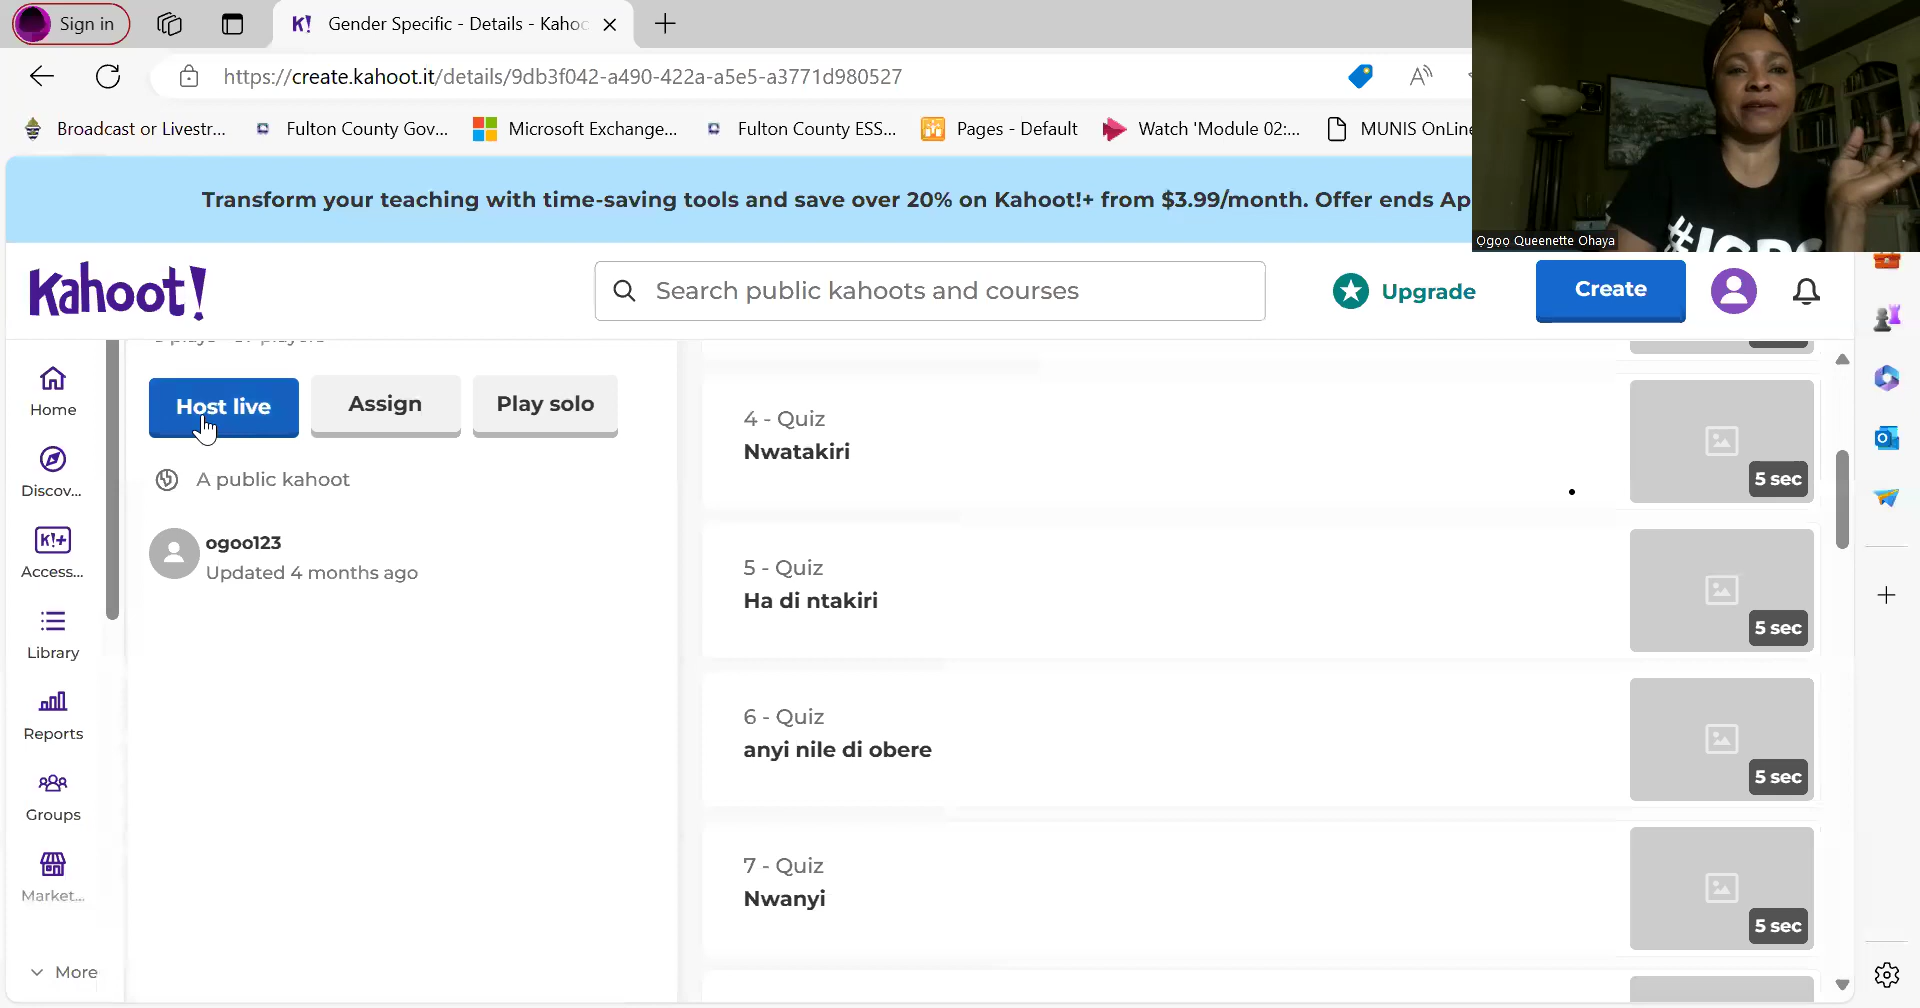 Sign in
Gender Specific - Details - Kahoo
https://create.kahoot.it/details/9db3f042-a490-422a-a5e5-a3771d980527
Broadcast or Livestr...
Fulton County Gov...
Microsoft Exchange...
Fulton County ESS...
Pages - Default
Watch 'Module 02:...
MUNIS OnLine
Transform your teaching with time-saving tools and save over 20% on Kahoot!+ from $3.99/month. Offer ends Ap
Ogọọ Queenette Ohaya
Kahoot!
Search public kahoots and courses
Upgrade
Create
Home
Discov...
K!+
Access...
Library
Reports
Groups
Market...
More
Host live
Assign
Play solo
A public kahoot
ogoo123
Updated 4 months ago
4 - Quiz
Nwatakiri
5 sec
5 - Quiz
Ha di ntakiri
5 sec
6 - Quiz
anyi nile di obere
5 sec
7 - Quiz
Nwanyi
5 sec